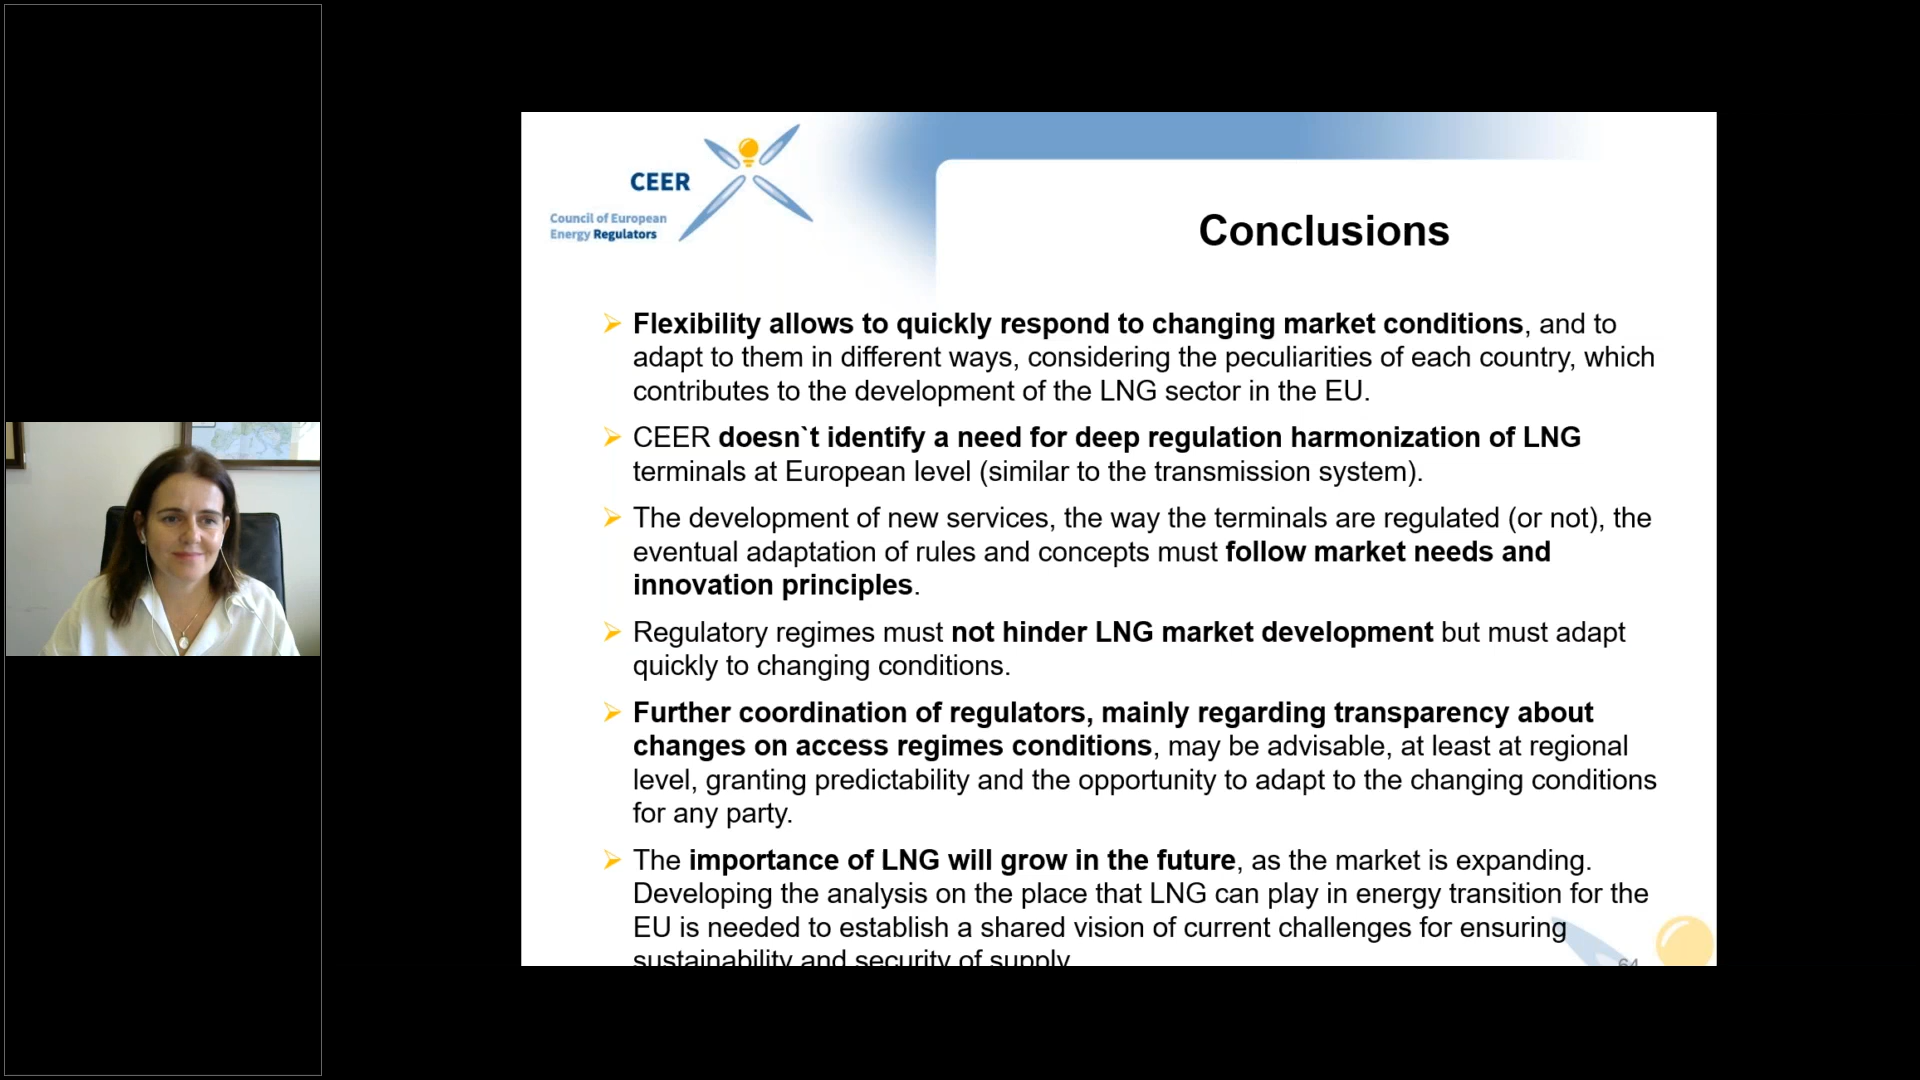 CEER
Council of European
Energy Regulators
Conclusions
Flexibility allows to quickly respond to changing market conditions, and to
adapt to them in different ways, considering the peculiarities of each country, which
contributes to the development of the LNG sector in the EU.
CEER doesn`t identify a need for deep regulation harmonization of LNG
terminals at European level (similar to the transmission system).
The development of new services, the way the terminals are regulated (or not), the
eventual adaptation of rules and concepts must follow market needs and
innovation principles.
Regulatory regimes must not hinder LNG market development but must adapt
quickly to changing conditions.
Further coordination of regulators, mainly regarding transparency about
changes on access regimes conditions, may be advisable, at least at regional
level, granting predictability and the opportunity to adapt to the changing conditions
for any party.
The importance of LNG will grow in the future, as the market is expanding.
Developing the analysis on the place that LNG can play in energy transition for the
EU is needed to establish a shared vision of current challenges for ensuring
sustainability and security of supply.
64